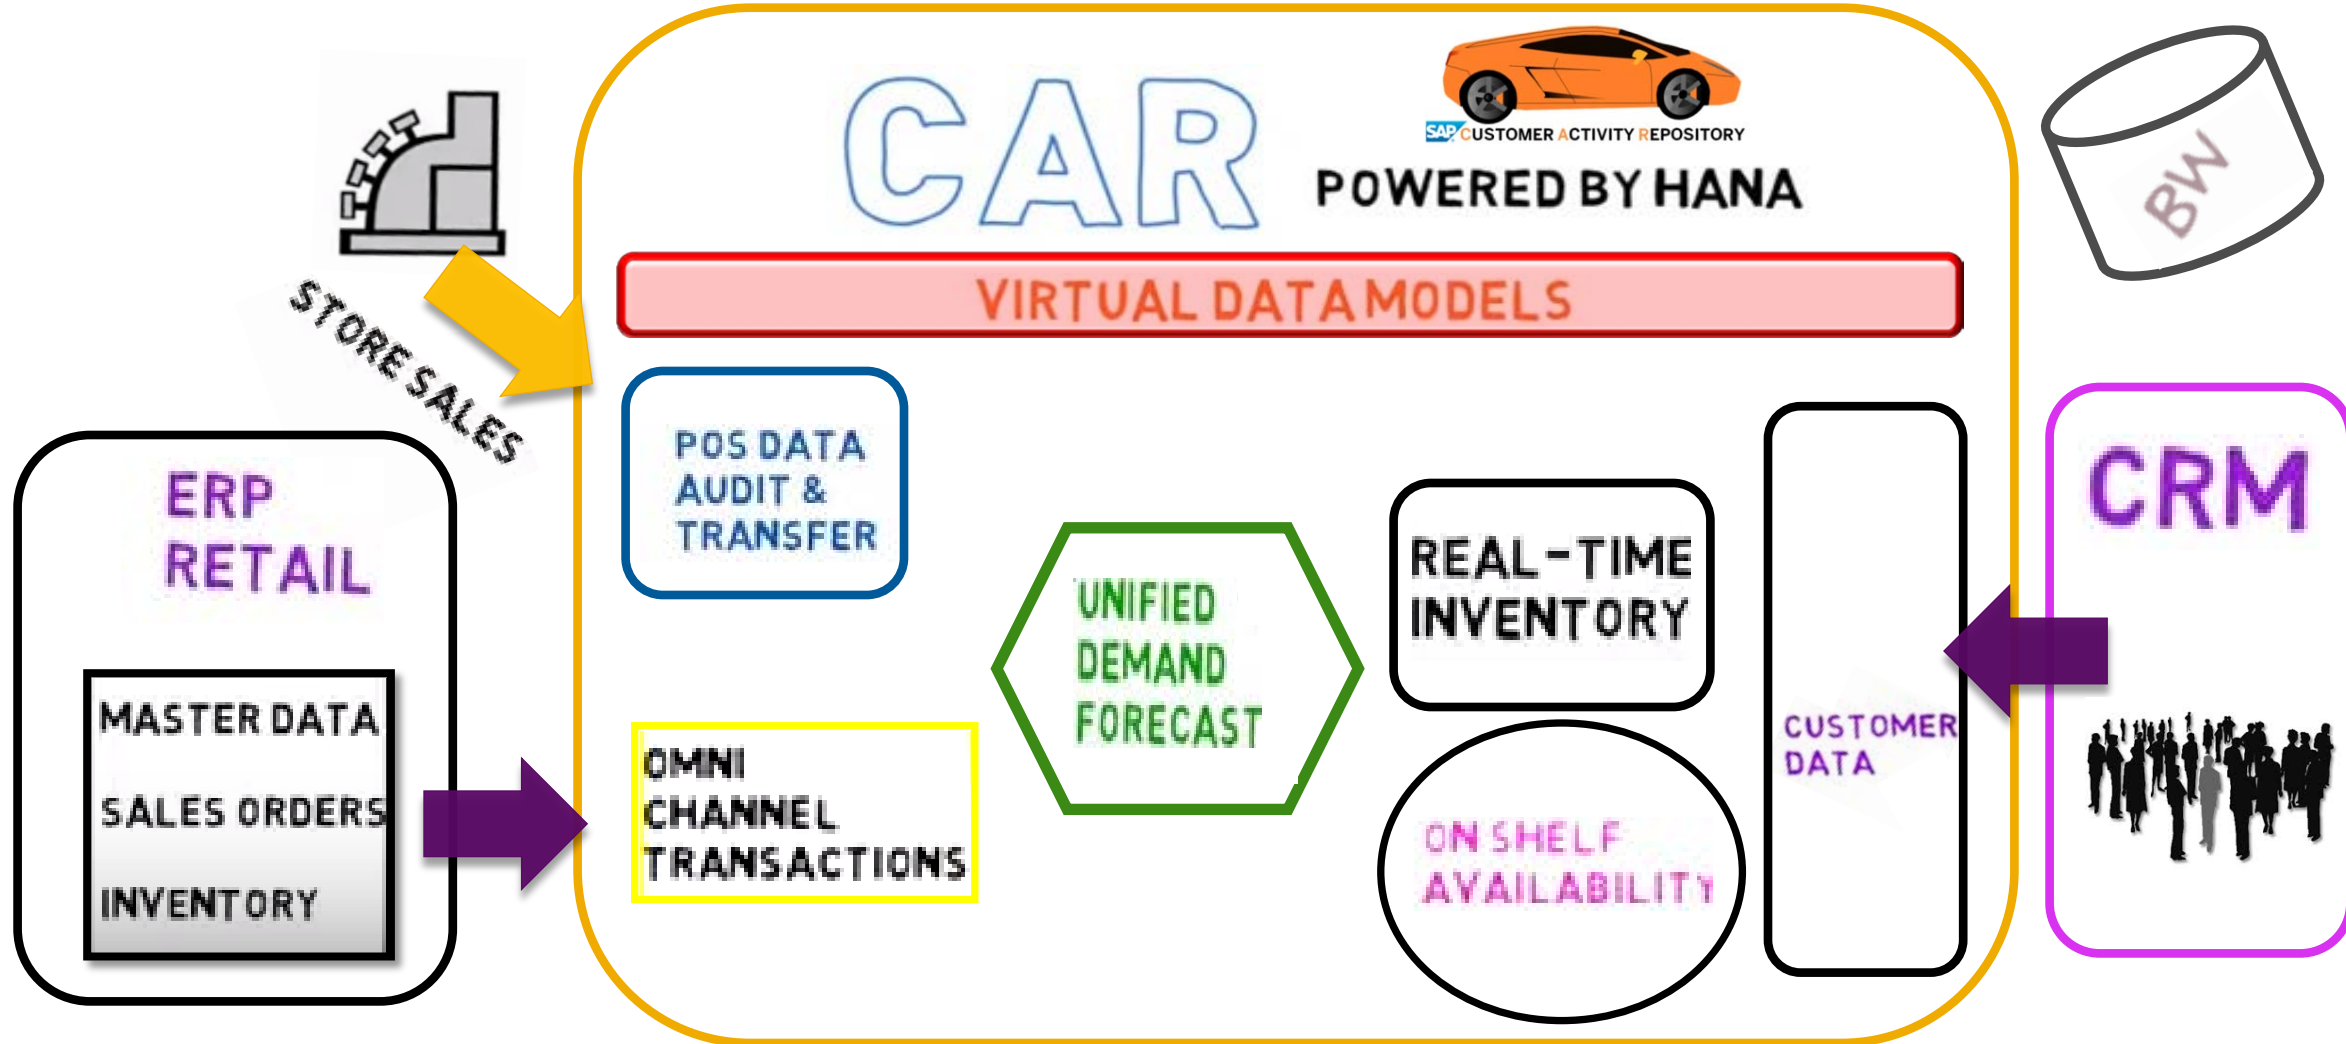 CAR
SAP CUSTOMER ACTIVITY REPOSITORY
POWERED BY HANA
BW
VIRTUAL DATA MODELS
STORE SALES
ERP
RETAIL
MASTER DATA
SALES ORDERS
INVENTORY
POS DATA
AUDIT &
TRANSFER
OMNI
CHANNEL
TRANSACTIONS
UNIFIED
DEMAND
FORECAST
REAL-TIME
INVENTORY
ON SHELF
AVAILABILITY
CUSTOMER
DATA
CRM